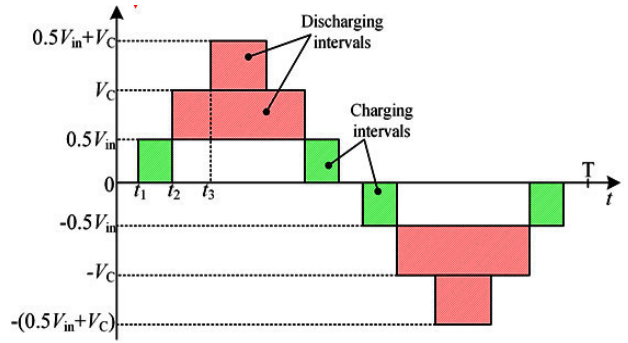 Discharging
intervals
0.5Vin+VC
VC
Charging
intervals
0.5Vin
0
t1 t2 t3
T
t
-0.5Vin
-VC
-(0.5Vin+VC)